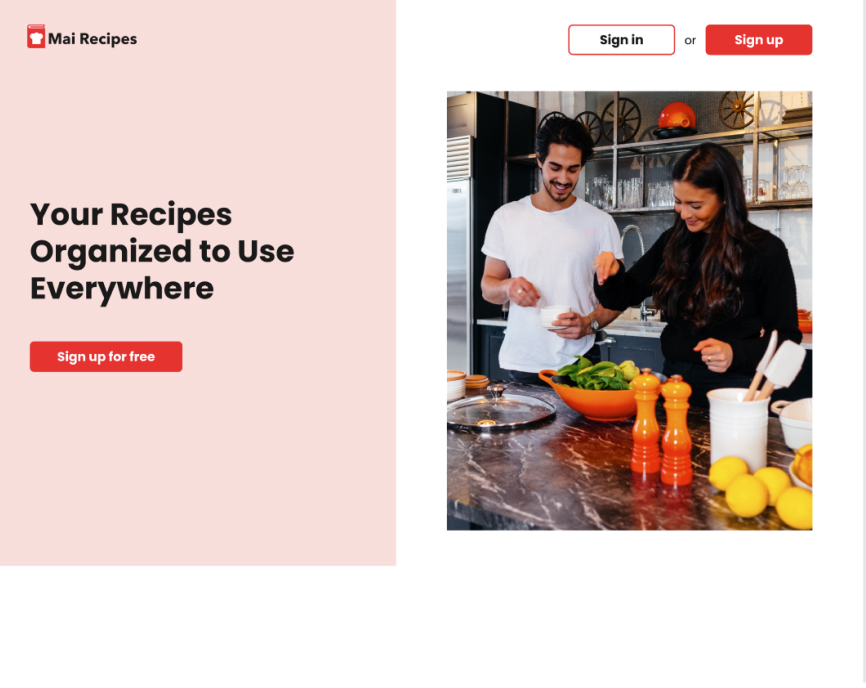 Mai Recipes
Sign in or Sign up
Your Recipes
Organized to Use
Everywhere
Sign up for free